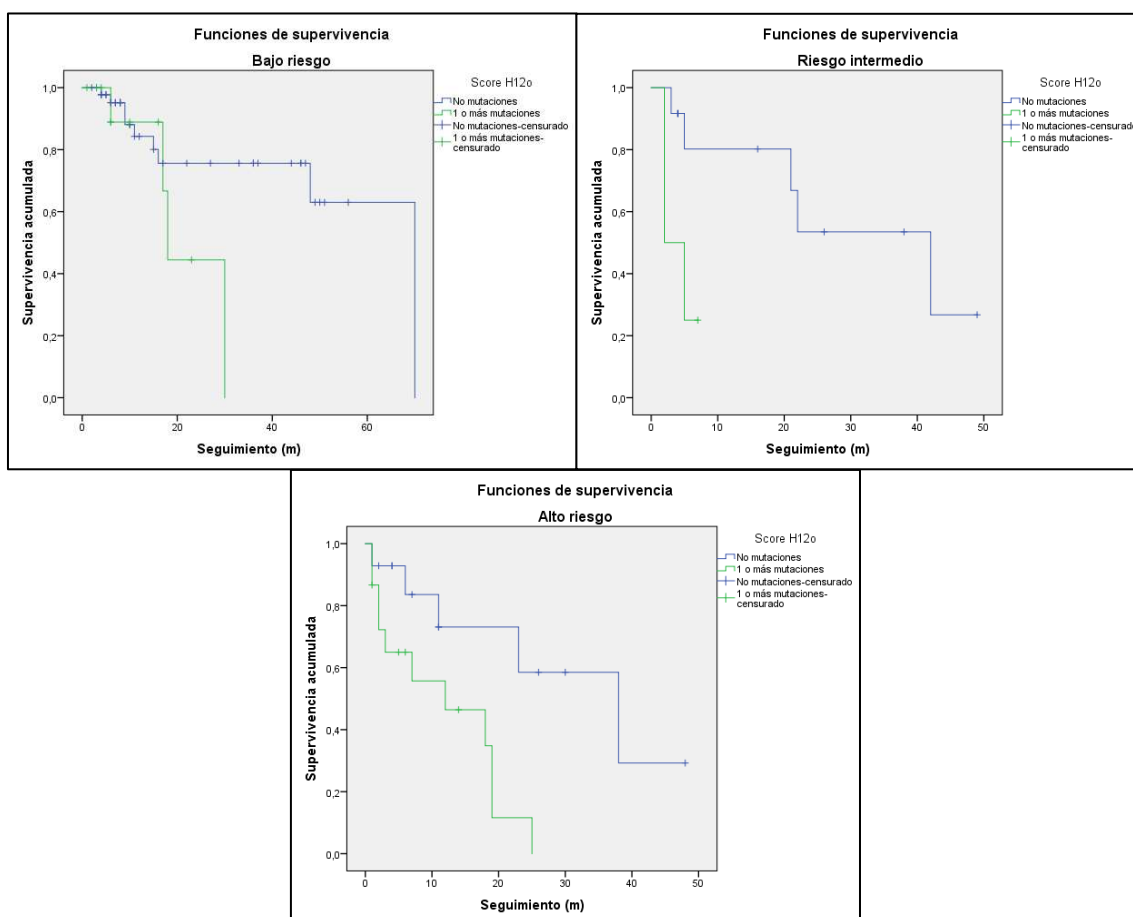 Funciones de supervivencia
Bajo riesgo
Score H12o
No mutaciones
1 o más mutaciones
No mutaciones-censurado
1 o más mutaciones-
censurado
Supervivencia acumulada
1,0
0,8
0,6
0,4
0,2
0,0
0 20 40 60
Seguimiento (m)
Funciones de supervivencia
Riesgo intermedio
Score H12o
No mutaciones
1 o más mutaciones
No mutaciones-censurado
1 o más mutaciones-
censurado
Supervivencia acumulada
1,0
0,8
0,6
0,4
0,2
0,0
0 10 20 30 40 50
Seguimiento (m)
Funciones de supervivencia
Alto riesgo
Score H12o
No mutaciones
1 o más mutaciones
No mutaciones-censurado
1 o más mutaciones-
censurado
Supervivencia acumulada
1,0
0,8
0,6
0,4
0,2
0,0
0 10 20 30 40 50
Seguimiento (m)